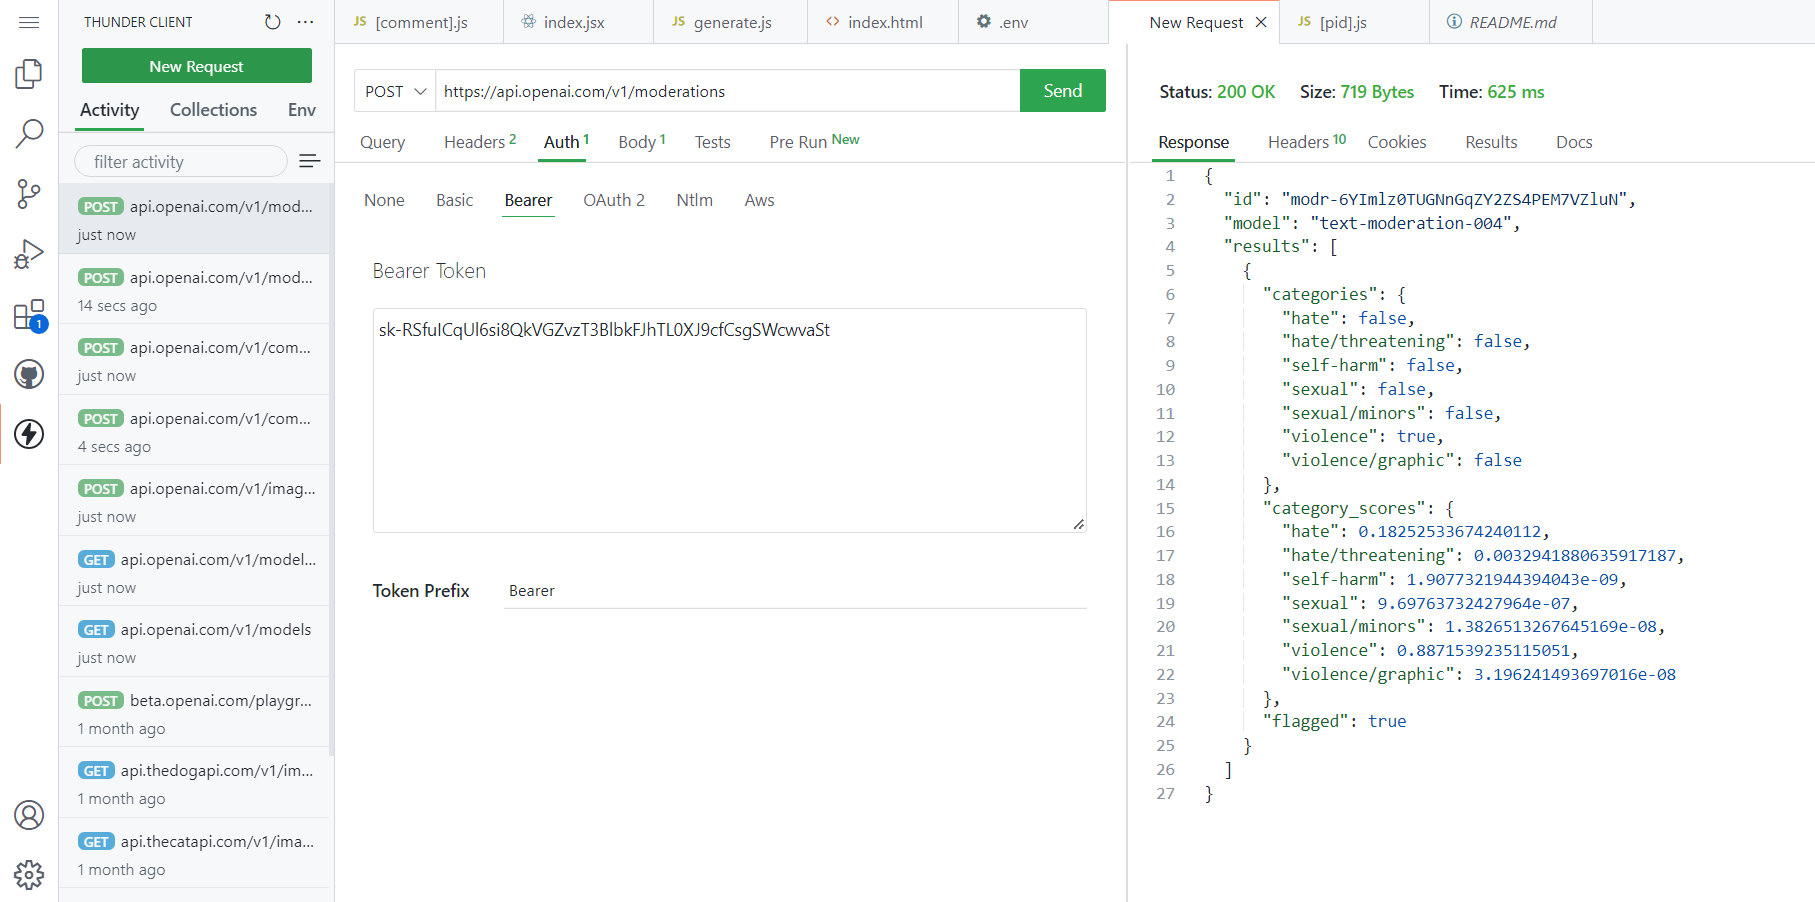 THUNDER CLIENT
New Request
Activity Collections Env
filter activity
POST api.openai.com/v1/mod...
just now
POST api.openai.com/v1/mod...
14 secs ago
POST api.openai.com/v1/com...
just now
POST api.openai.com/v1/com...
4 secs ago
POST api.openai.com/v1/imag...
just now
GET api.openai.com/v1/model...
just now
GET api.openai.com/v1/models
just now
POST beta.openai.com/playgr...
1 month ago
GET api.thedogapi.com/v1/im...
1 month ago
GET api.thecatapi.com/v1/ima...
1 month ago
1
JS [comment].js index.jsx JS generate.js <> index.html .env New Request JS [pid].js README.md
POST https://api.openai.com/v1/moderations Send
Query Headers 2 Auth 1 Body 1 Tests Pre Run New
None Basic Bearer OAuth 2 Ntlm Aws
Bearer Token
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
Token Prefix Bearer
Status: 200 OK Size: 719 Bytes Time: 625 ms
Response Headers 10 Cookies Results Docs
1 {
2 "id": "modr-6YImlz0TUGNnGqZY2ZS4PEM7VZluN",
3 "model": "text-moderation-004",
4 "results": [
5 {
6 "categories": {
7 "hate": false,
8 "hate/threatening": false,
9 "self-harm": false,
10 "sexual": false,
11 "sexual/minors": false,
12 "violence": true,
13 "violence/graphic": false
14 },
15 "category_scores": {
16 "hate": 0.18252533674240112,
17 "hate/threatening": 0.0032941880635917187,
18 "self-harm": 1.9077321944394043e-09,
19 "sexual": 9.69763732427964e-07,
20 "sexual/minors": 1.3826513267645169e-08,
21 "violence": 0.8871539235115051,
22 "violence/graphic": 3.196241493697016e-08
23 },
24 "flagged": true
25 }
26 ]
27 }